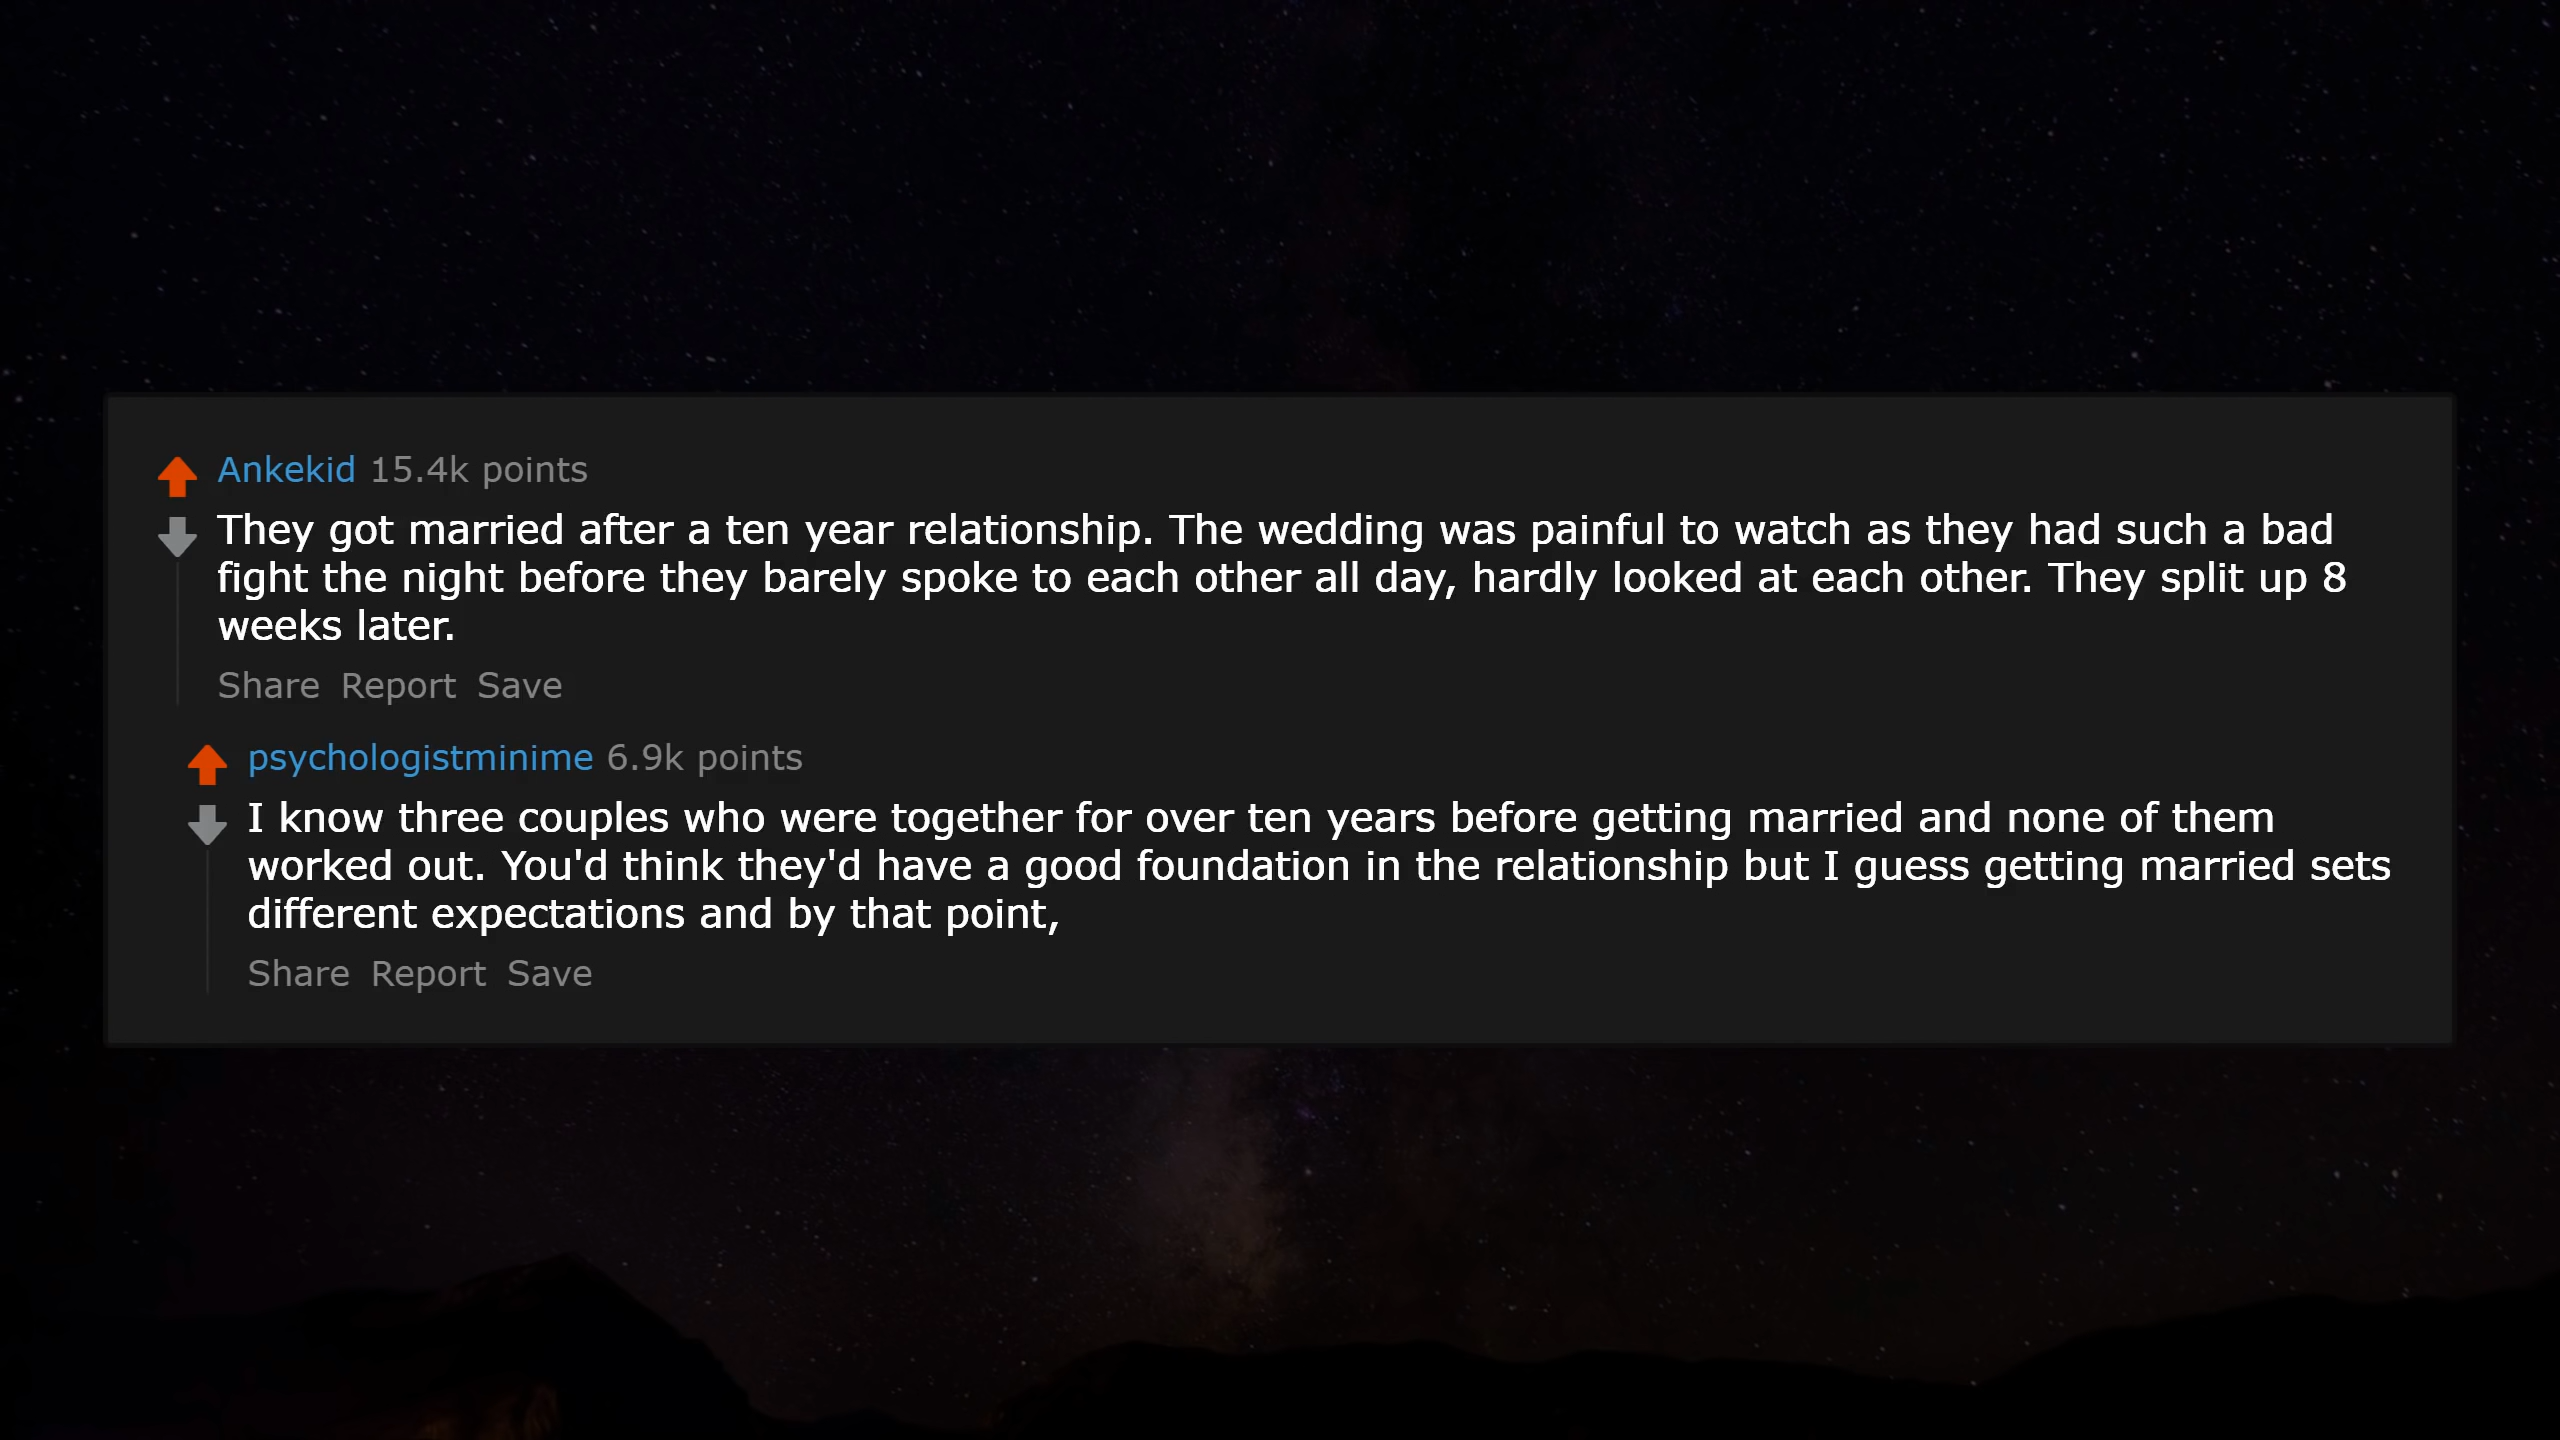 Ankekid 15.4k points
They got married after a ten year relationship. The wedding was painful to watch as they had such a bad
fight the night before they barely spoke to each other all day, hardly looked at each other. They split up 8
weeks later.
Share Report Save
psychologistminime 6.9k points
I know three couples who were together for over ten years before getting married and none of them
worked out. You'd think they'd have a good foundation in the relationship but I guess getting married sets
different expectations and by that point,
Share Report Save